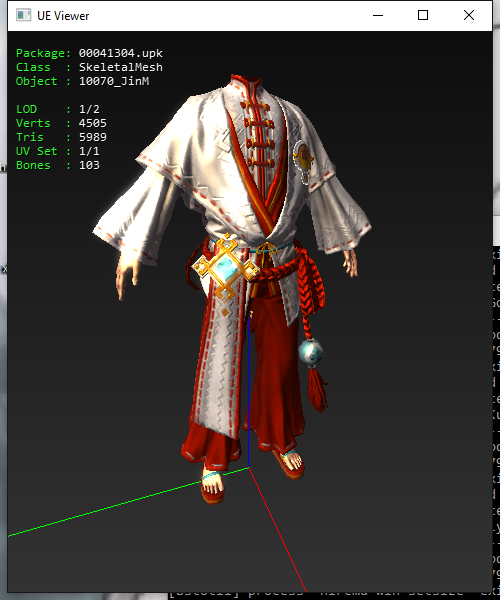 UE Viewer
Package: 00041304.upk
Class : SkeletalMesh
Object : 10070_JinM
LOD : 1/2
Verts : 4505
Tris : 5989
UV Set : 1/1
Bones : 103